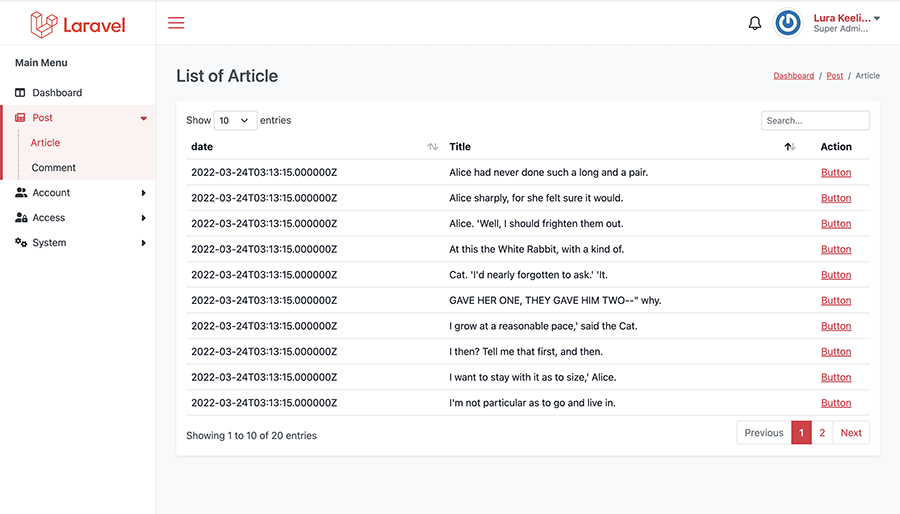 Laravel
Lura Keeli...
Super Admi...
Main Menu
Dashboard
Post
Article
Comment
Account
Access
System
List of Article
Dashboard / Post / Article
Show 10 entries
Search...
date Title Action
2022-03-24T03:13:15.000000Z Alice had never done such a long and a pair. Button
2022-03-24T03:13:15.000000Z Alice sharply, for she felt sure it would. Button
2022-03-24T03:13:15.000000Z Alice. 'Well, I should frighten them out. Button
2022-03-24T03:13:15.000000Z At this the White Rabbit, with a kind of. Button
2022-03-24T03:13:15.000000Z Cat. 'I'd nearly forgotten to ask.' 'It. Button
2022-03-24T03:13:15.000000Z GAVE HER ONE, THEY GAVE HIM TWO--" why. Button
2022-03-24T03:13:15.000000Z I grow at a reasonable pace,' said the Cat. Button
2022-03-24T03:13:15.000000Z I then? Tell me that first, and then. Button
2022-03-24T03:13:15.000000Z I want to stay with it as to size,' Alice. Button
2022-03-24T03:13:15.000000Z I'm not particular as to go and live in. Button
Showing 1 to 10 of 20 entries
Previous 1 2 Next